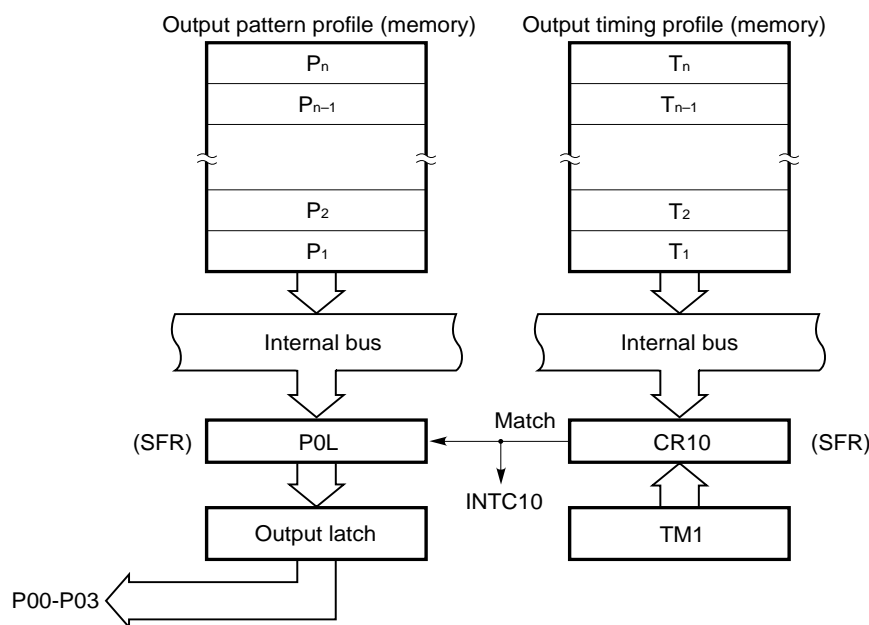 Output pattern profile (memory)
Output timing profile (memory)
Pn
Pn–1
P2
P1
Tn
Tn–1
T2
T1
Internal bus
Internal bus
(SFR)
P0L
Match
INTC10
CR10
(SFR)
Output latch
TM1
P00-P03